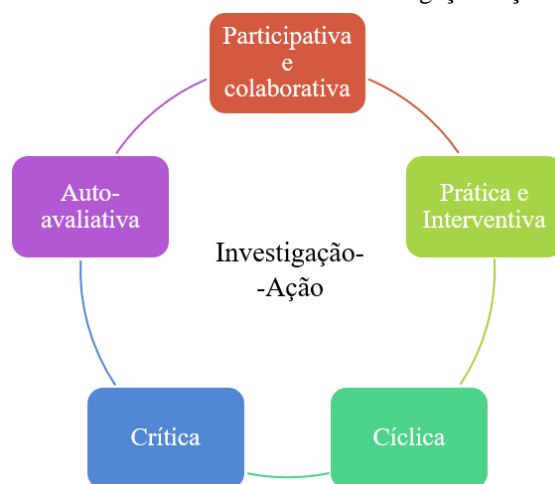 Participativa
e
colaborativa
Prática e
Interventiva
Cíclica
Crítica
Auto-
avaliativa
Investigação-
-Ação